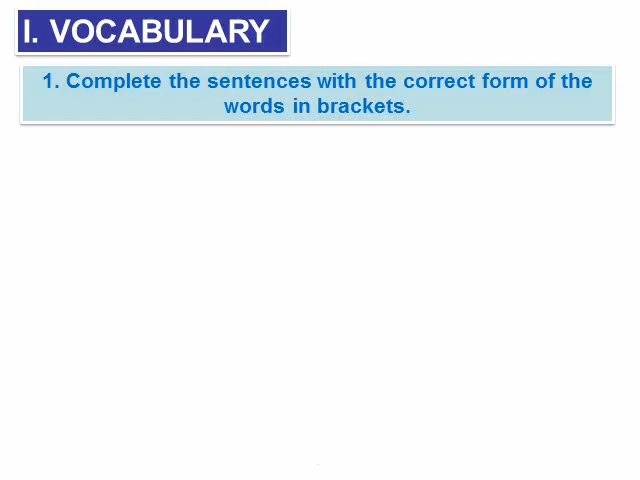 I. VOCABULARY
1. Complete the sentences with the correct form of the
words in brackets.